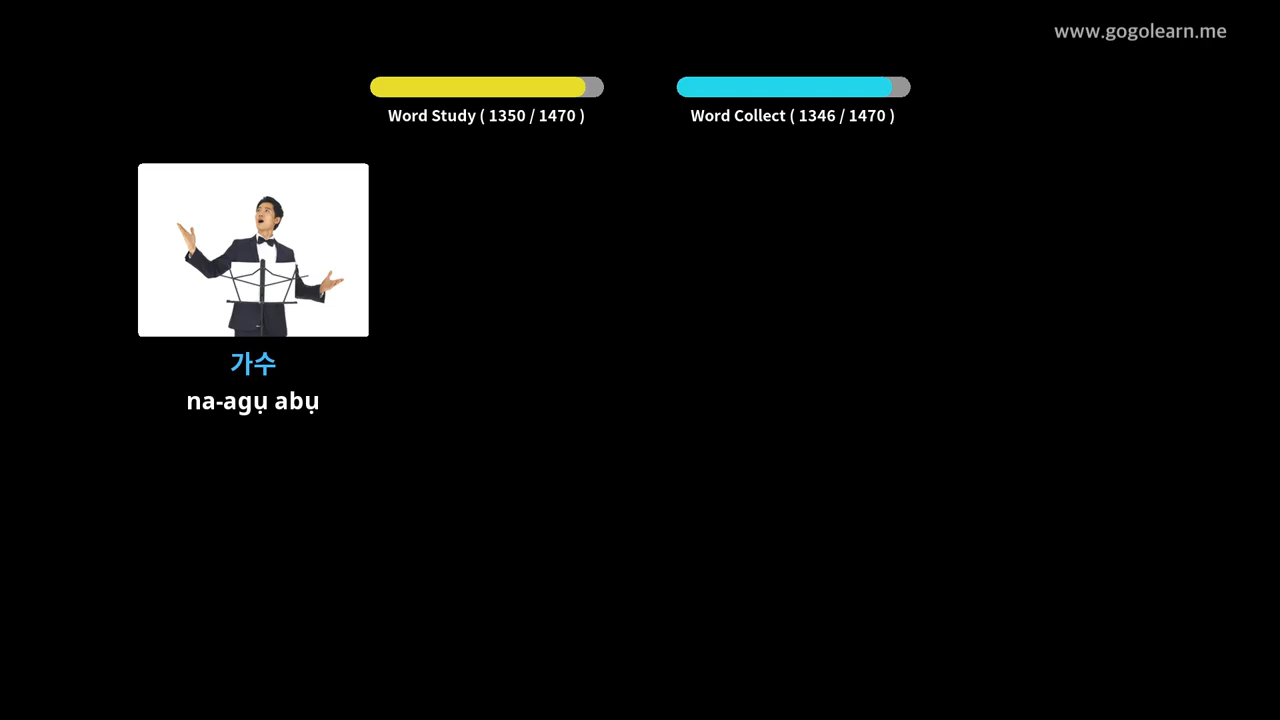 www.gogolearn.me
Word Study ( 1350 / 1470 )
Word Collect ( 1346 / 1470 )
가수
na-agụ abụ